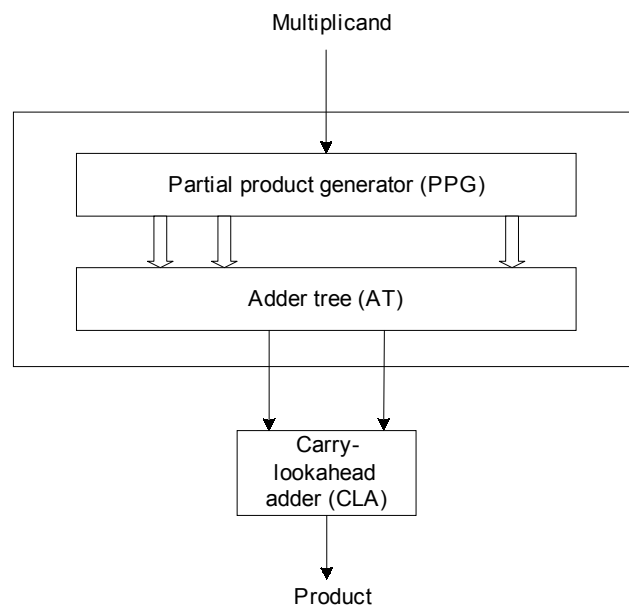 Multiplicand
Partial product generator (PPG)
Adder tree (AT)
Carry-
lookahead
adder (CLA)
Product